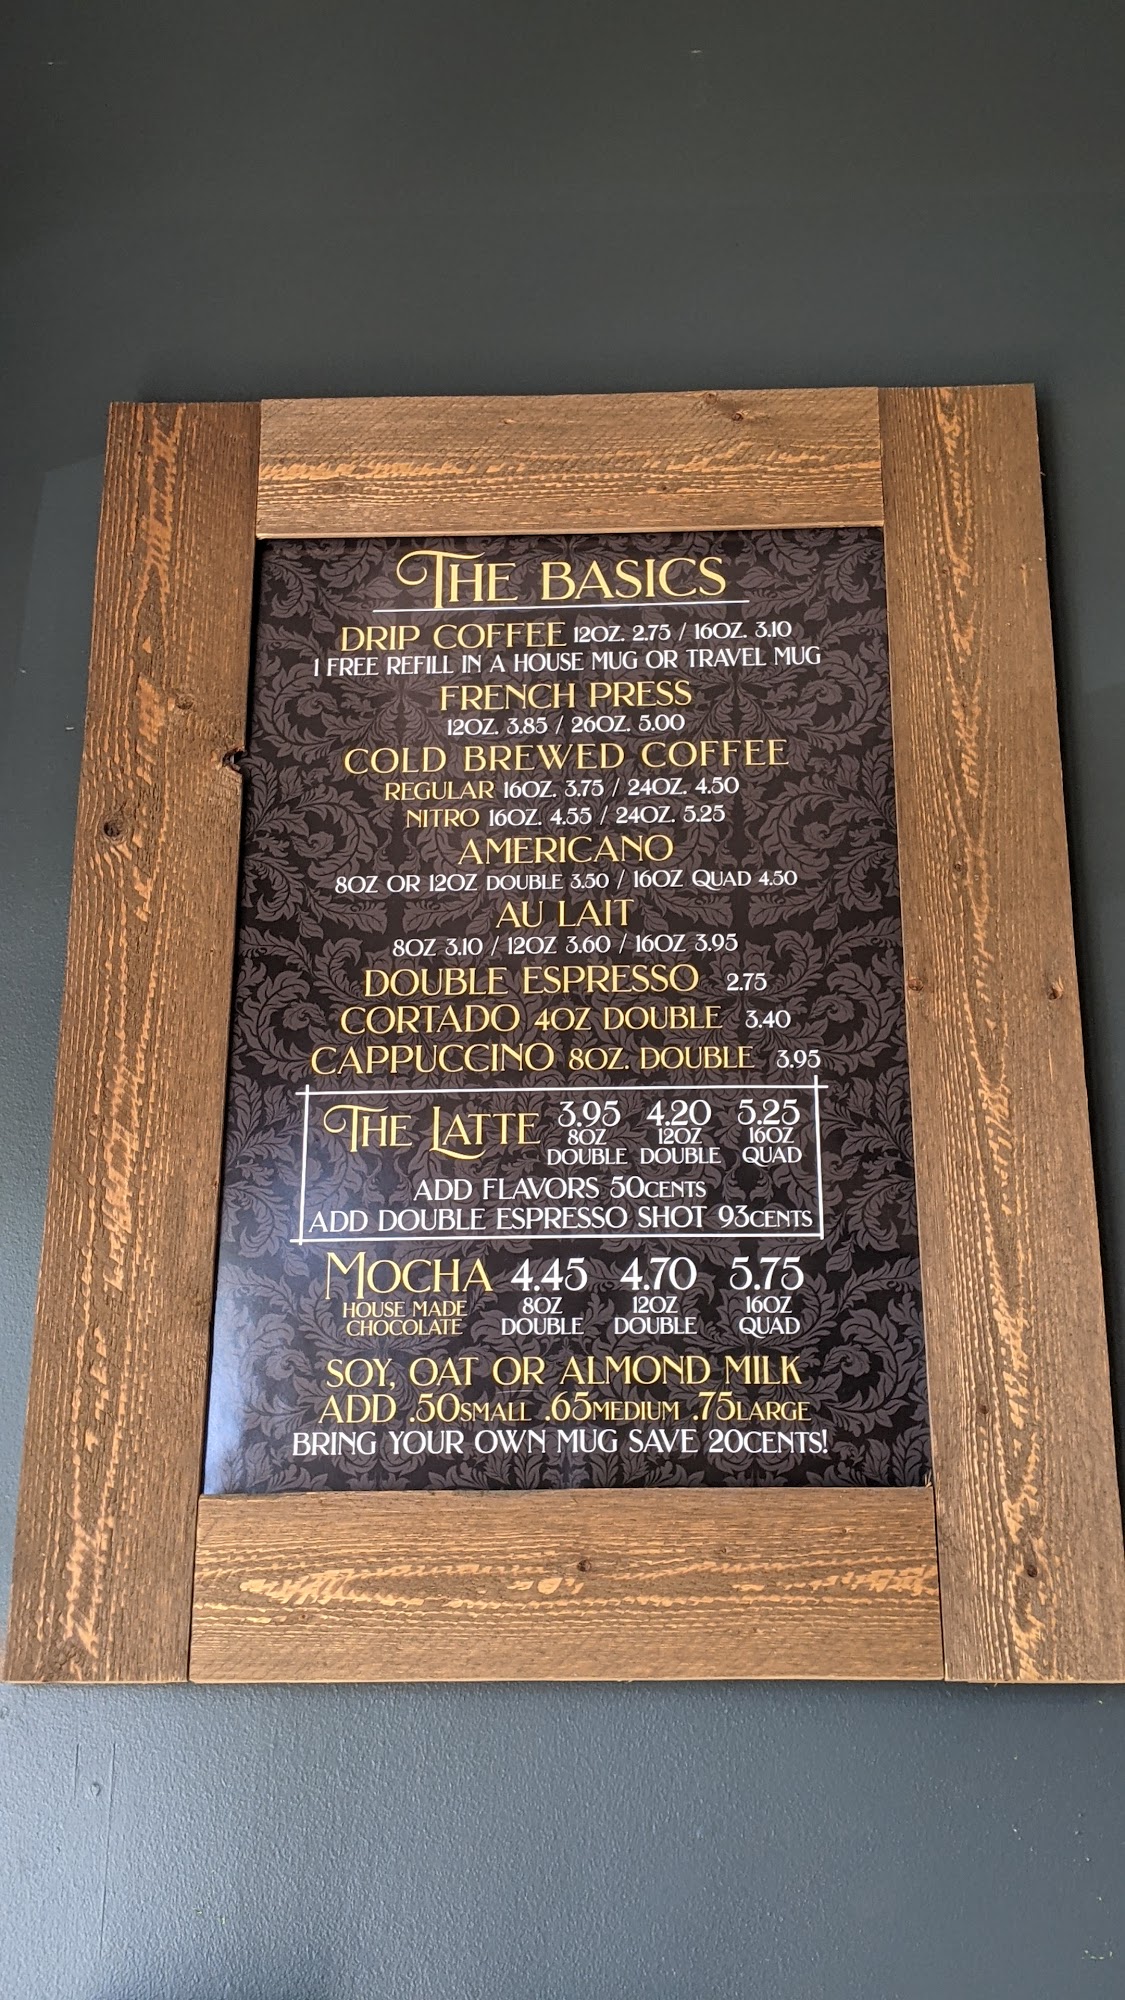 THE BASICS
DRIP COFFEE 12OZ. 2.75 / 16OZ. 3.10
1 FREE REFILL IN A HOUSE MUG OR TRAVEL MUG
FRENCH PRESS
12OZ. 3.85 / 26OZ. 5.00
COLD BREWED COFFEE
REGULAR 16OZ. 3.75 / 24OZ. 4.50
NITRO 16OZ. 4.55 / 24OZ. 5.25
AMERICANO
8OZ OR 12OZ DOUBLE 3.50 / 16OZ QUAD 4.50
AU LAIT
8OZ 3.10 / 12OZ 3.60 / 16OZ 3.95
DOUBLE ESPRESSO 2.75
CORTADO 4OZ DOUBLE 3.40
CAPPUCCINO 8OZ. DOUBLE 3.95
THE LATTE 3.95 4.20 5.25
8OZ 12OZ 16OZ
DOUBLE DOUBLE QUAD
ADD FLAVORS 50CENTS
ADD DOUBLE ESPRESSO SHOT 93CENTS
MOCHA 4.45 4.70 5.75
HOUSE MADE 8OZ 12OZ 16OZ
CHOCOLATE DOUBLE DOUBLE QUAD
SOY, OAT OR ALMOND MILK
ADD .50SMALL .65MEDIUM .75LARGE
BRING YOUR OWN MUG SAVE 20CENTS!